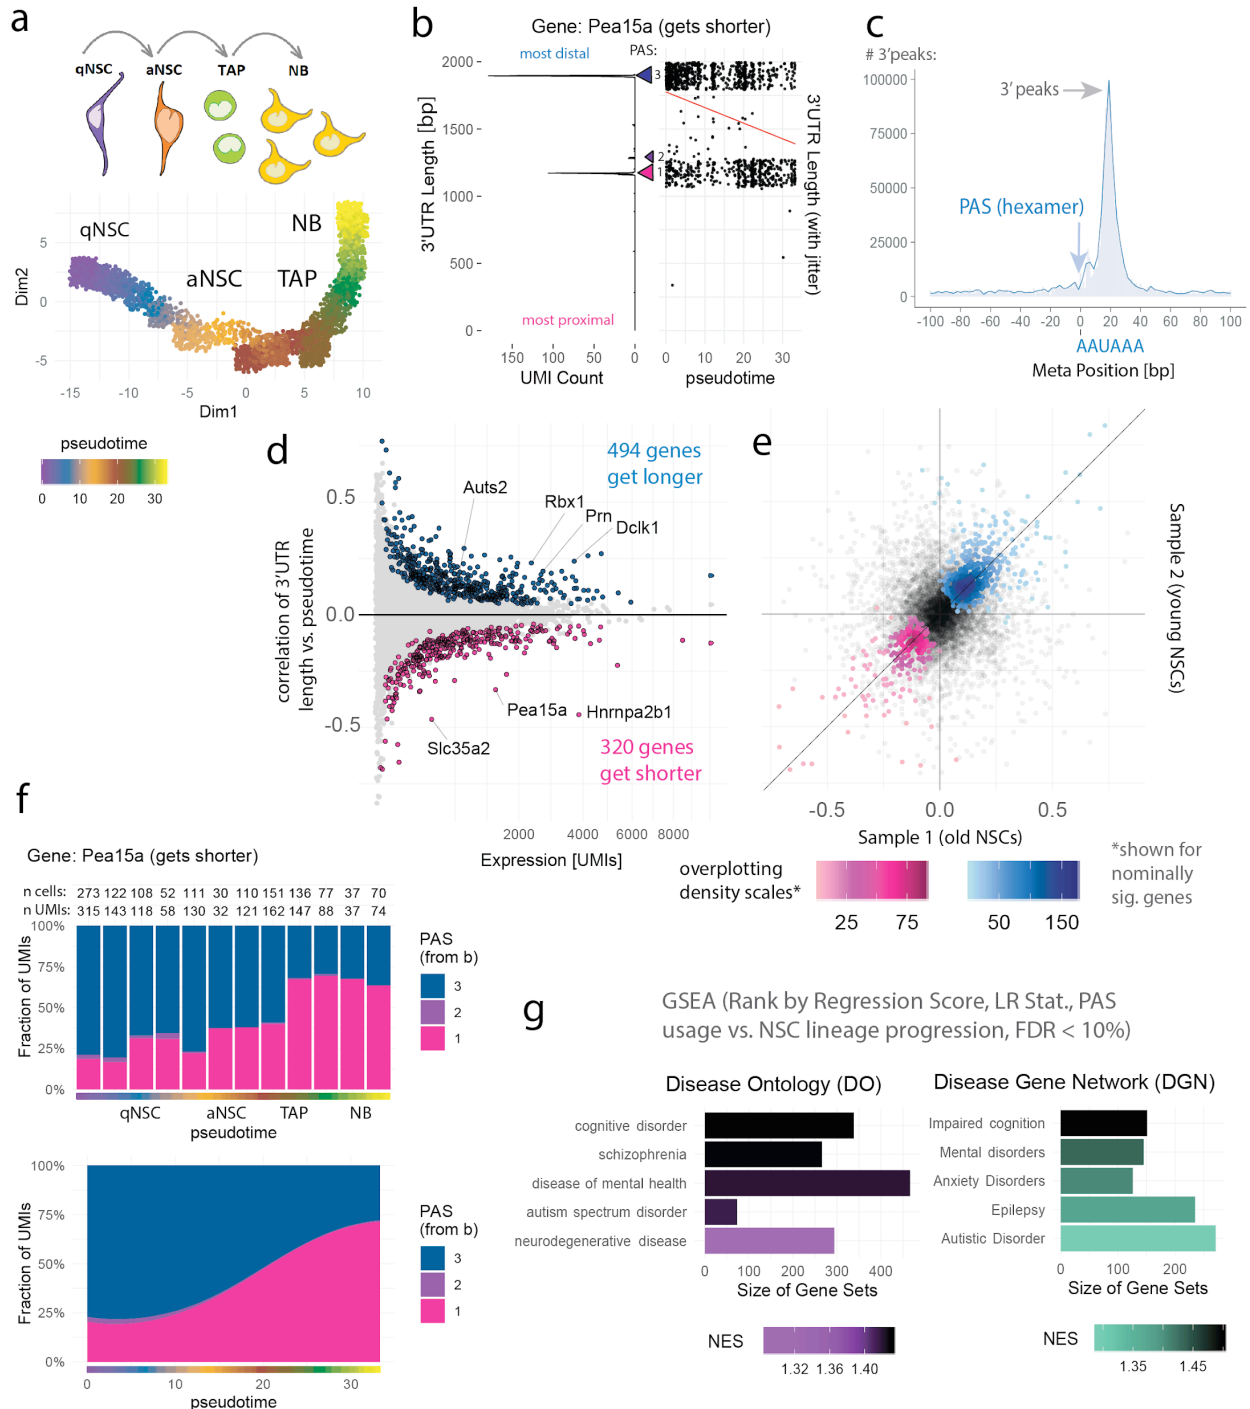 a
qNSC aNSC TAP NB
qNSC
NB
aNSC
TAP
5
0
-5
Dim2
-15 -10 -5 0 5 10
Dim1
pseudotime
0 10 20 30
b
Gene: Pea15a (gets shorter)
most distal
PAS:
3
2
1
2000
1500
1000
500
0
3'UTR Length [bp]
most proximal
150 100 50 0
UMI Count
0 10 20 30
pseudotime
3'UTR Length (with jitter)
c
# 3'peaks:
100000
75000
50000
25000
0
3' peaks
PAS (hexamer)
-100 -80 -60 -40 -20 0 20 40 60 80 100
AAUAAA
Meta Position [bp]
d
494 genes
get longer
Auts2
Rbx1
Prn
Dclk1
0.5
0.0
-0.5
correlation of 3'UTR
length vs. pseudotime
Pea15a
Hnrnpa2b1
Slc35a2
320 genes
get shorter
2000 4000 6000 8000
Expression [UMIs]
e
Sample 2 (young NSCs)
-0.5 0.0 0.5
Sample 1 (old NSCs)
overplotting
density scales*
25 75
50 150
*shown for
nominally
sig. genes
f
Gene: Pea15a (gets shorter)
n cells: 273 122 108 52 111 30 110 151 136 77 37 70
n UMIs: 315 143 118 58 130 32 121 162 147 88 37 74
100%
75%
50%
25%
0%
Fraction of UMIs
qNSC aNSC TAP NB
pseudotime
PAS
(from b)
3
2
1
100%
75%
50%
25%
0%
Fraction of UMIs
0 10 20 30
pseudotime
PAS
(from b)
3
2
1
g
GSEA (Rank by Regression Score, LR Stat., PAS
usage vs. NSC lineage progression, FDR < 10%)
Disease Ontology (DO)
cognitive disorder
schizophrenia
disease of mental health
autism spectrum disorder
neurodegenerative disease
0 100 200 300 400
Size of Gene Sets
NES
1.32 1.36 1.40
Disease Gene Network (DGN)
Impaired cognition
Mental disorders
Anxiety Disorders
Epilepsy
Autistic Disorder
0 100 200
Size of Gene Sets
NES
1.35 1.45